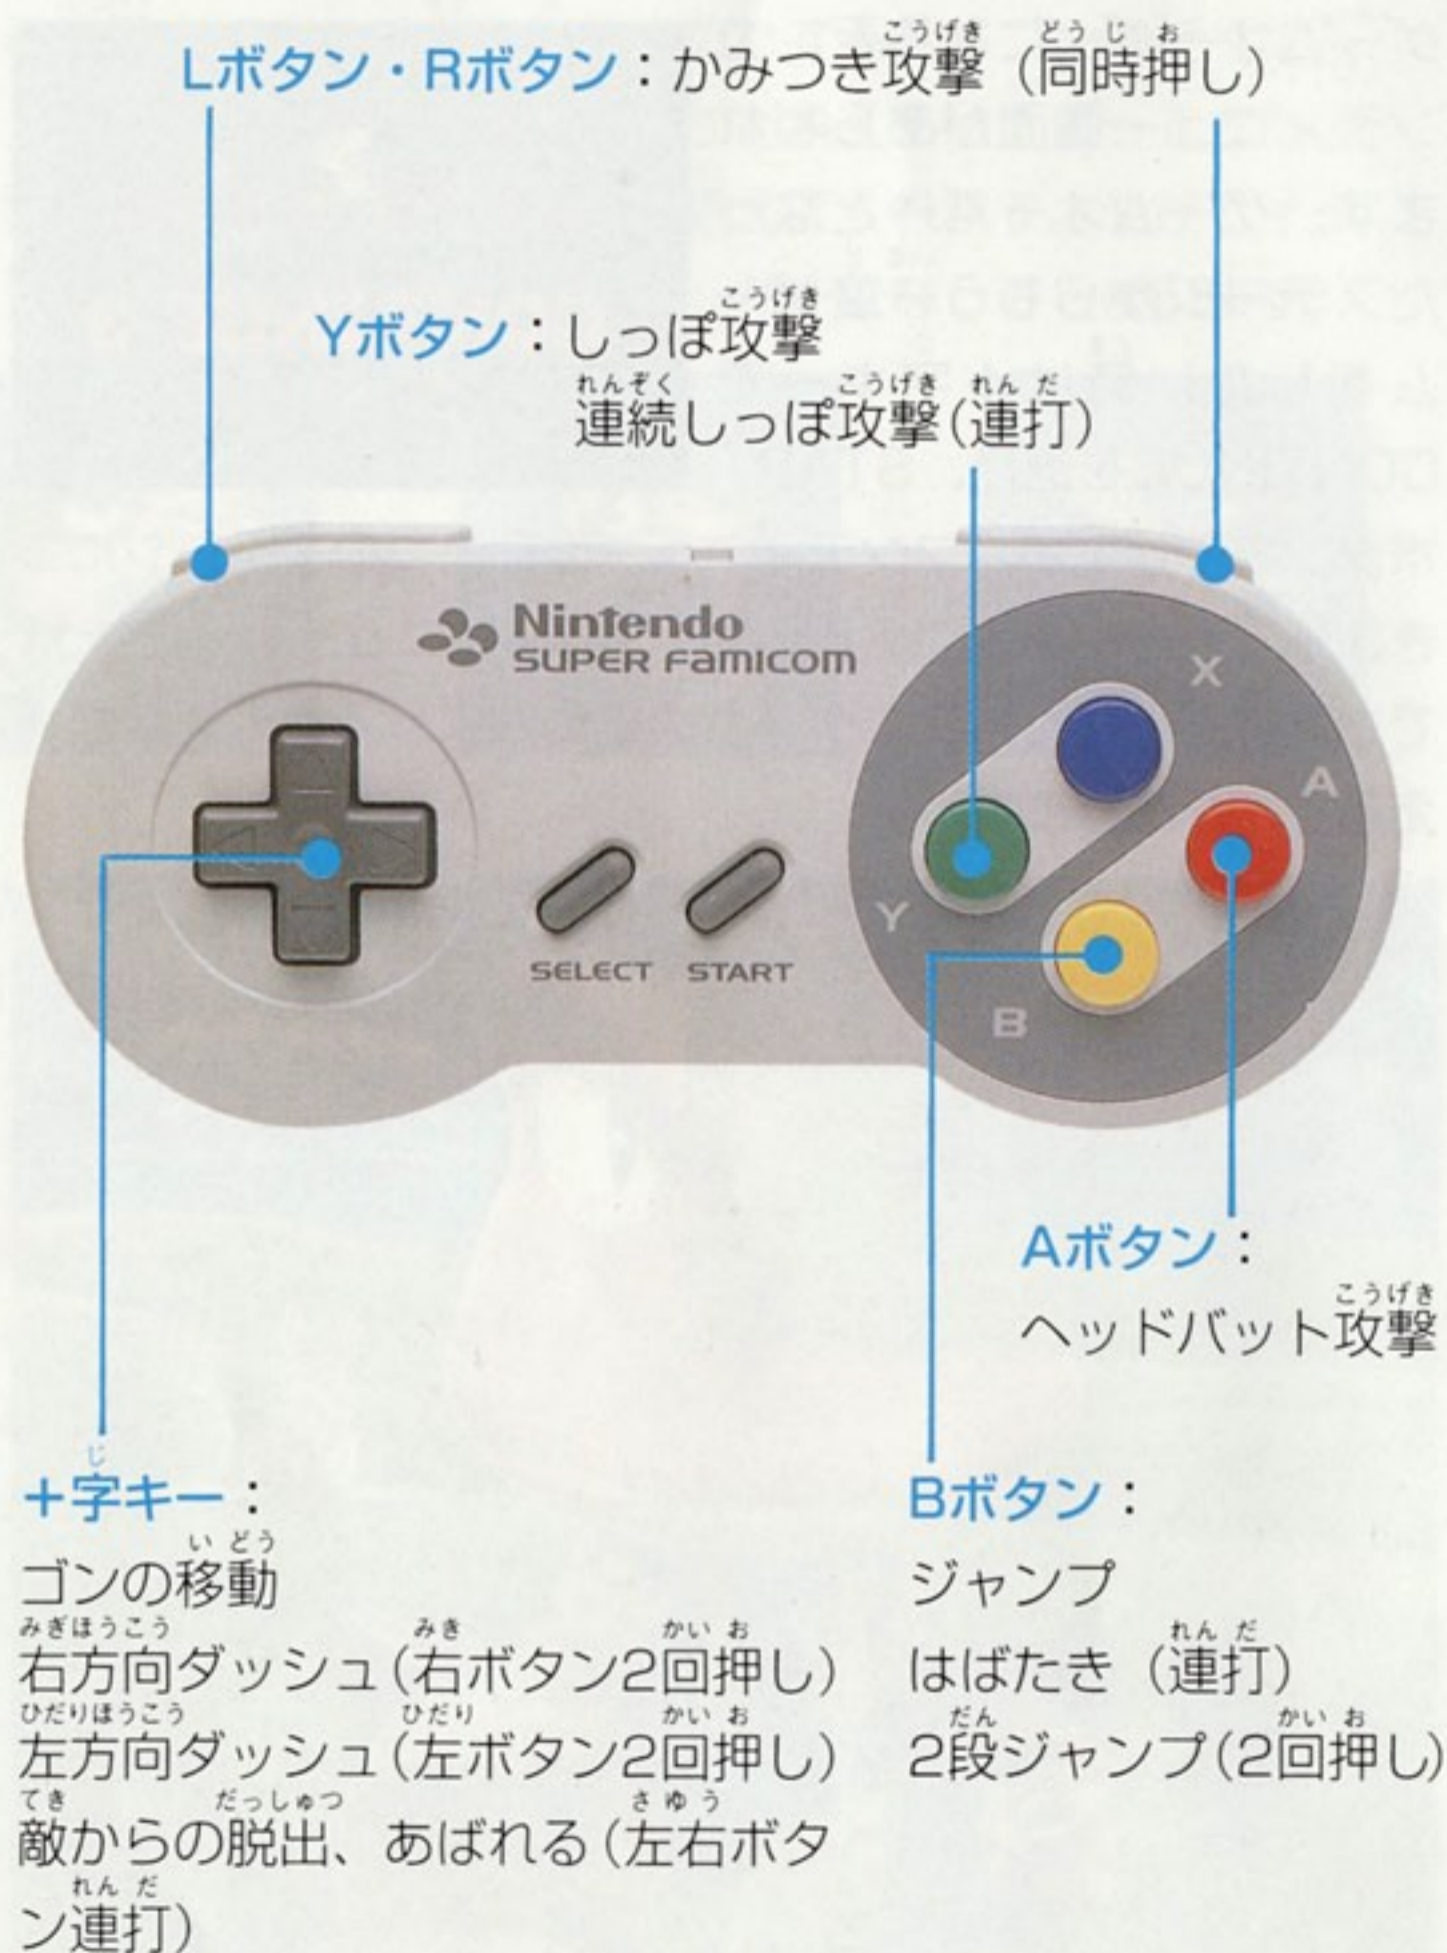 Lボタン・Rボタン：かみつき攻撃（同時押し）
Yボタン：しっぽ攻撃
連続しっぽ攻撃（連打）
Nintendo
SUPER FAMICOM
X
A
Y
B
SELECT START
Aボタン：
ヘッドバット攻撃
＋字キー：
ゴンの移動
右方向ダッシュ（右ボタン2回押し）
左方向ダッシュ（左ボタン2回押し）
敵からの脱出、あばれる（左右ボタ
ン連打）
Bボタン：
ジャンプ
はばたき（連打）
2段ジャンプ（2回押し）